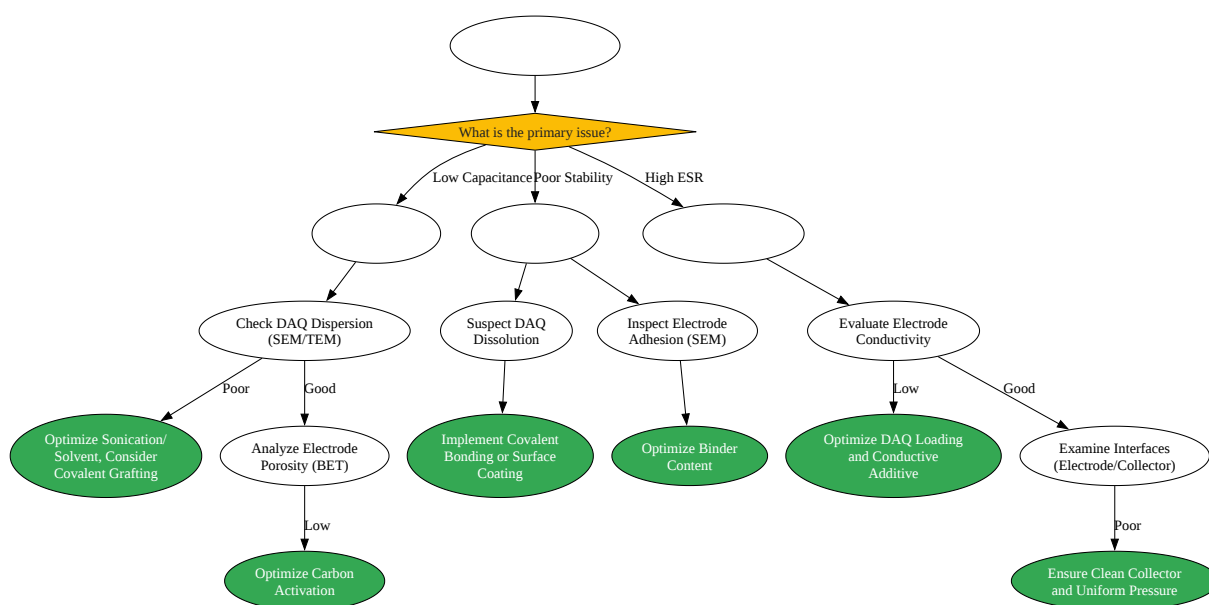 What is the primary issue?
Low Capacitance
Poor Stability
High ESR
Check DAQ Dispersion
(SEM/TEM)
Suspect DAQ
Dissolution
Inspect Electrode
Adhesion (SEM)
Evaluate Electrode
Conductivity
Poor
Good
Low
Good
Optimize Sonication/
Solvent, Consider
Covalent Grafting
Analyze Electrode
Porosity (BET)
Implement Covalent
Bonding or Surface
Coating
Optimize Binder
Content
Optimize DAQ Loading
and Conductive
Additive
Examine Interfaces
(Electrode/Collector)
Low
Poor
Optimize Carbon
Activation
Ensure Clean Collector
and Uniform Pressure